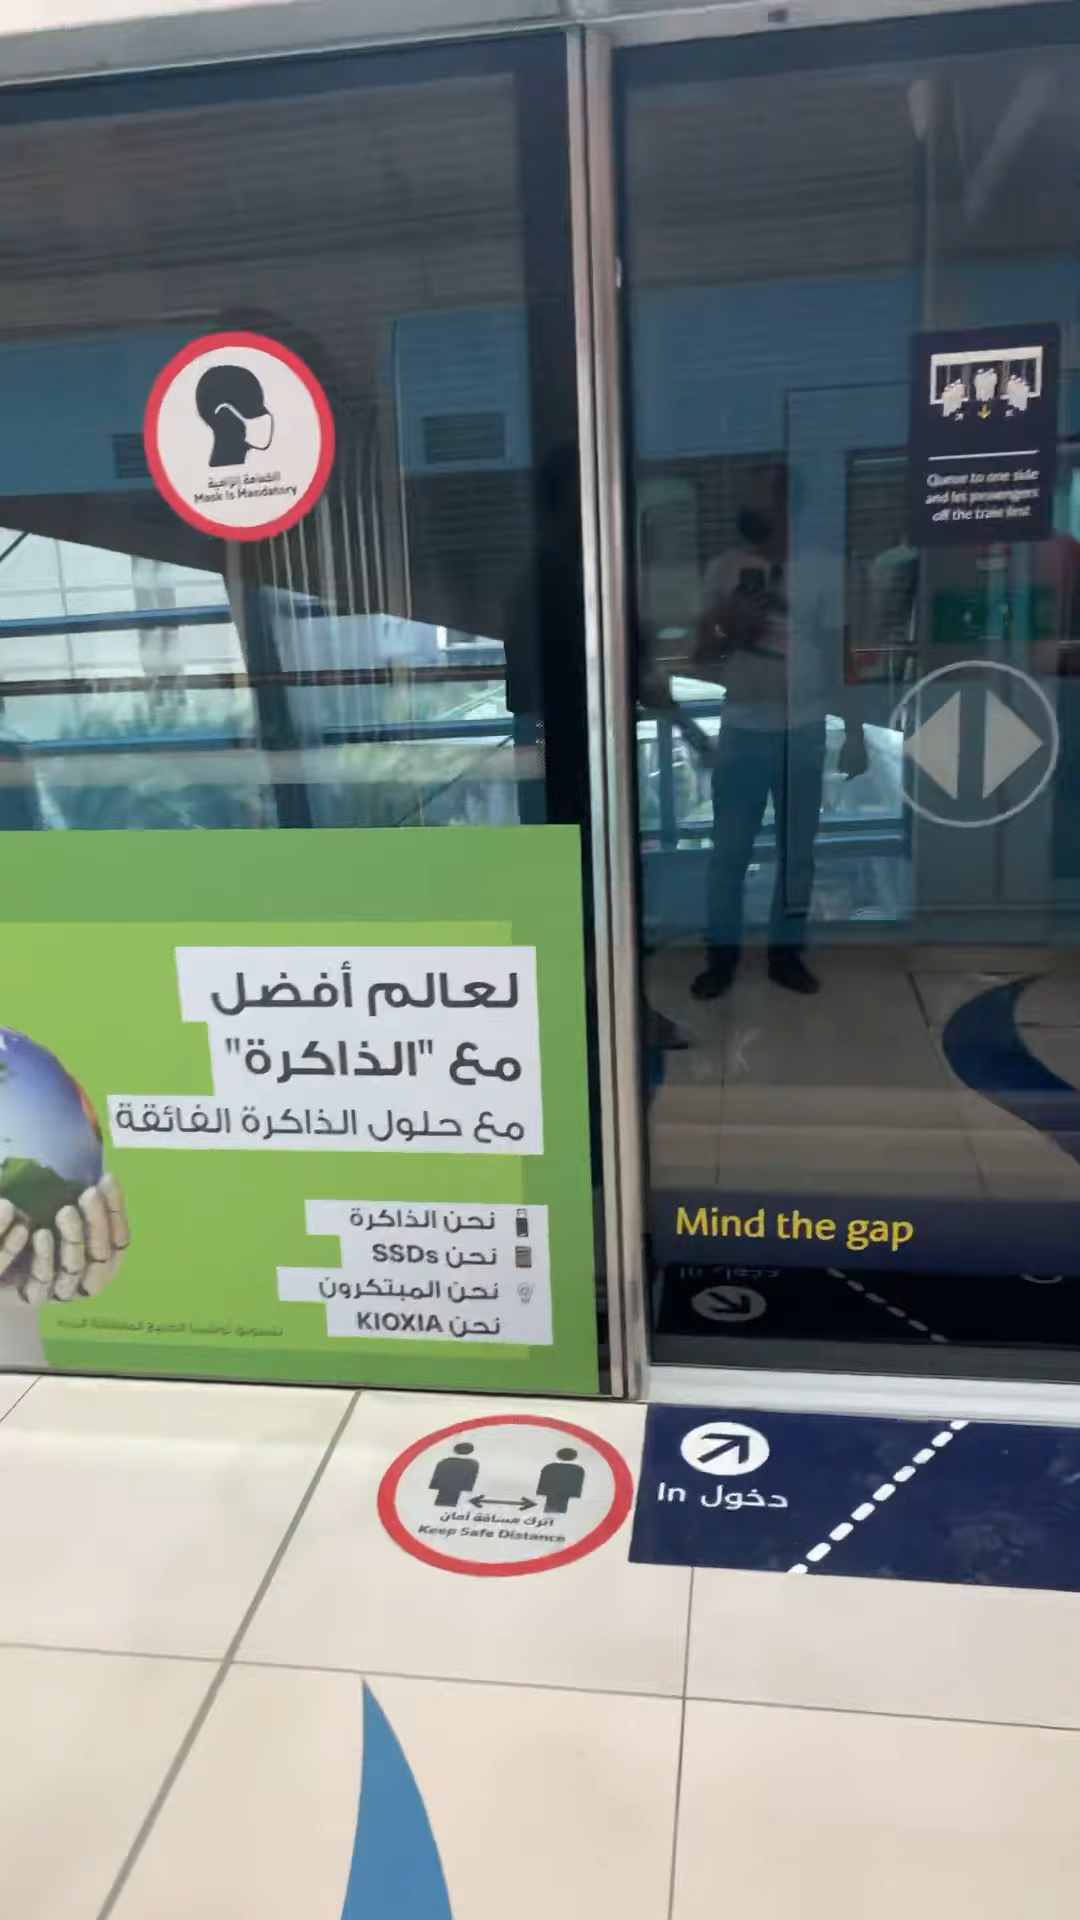 الكمامة إلزامية
Mask Is Mandatory
Queue to one side
and let passengers
off the train first
لعالم أفضل
مع "الذاكرة"
مع حلول الذاكرة الفائقة
نحن الذاكرة
نحن SSDs
نحن المبتكرون
نحن KIOXIA
Mind the gap
اترك مسافة أمان
Keep Safe Distance
In دخول